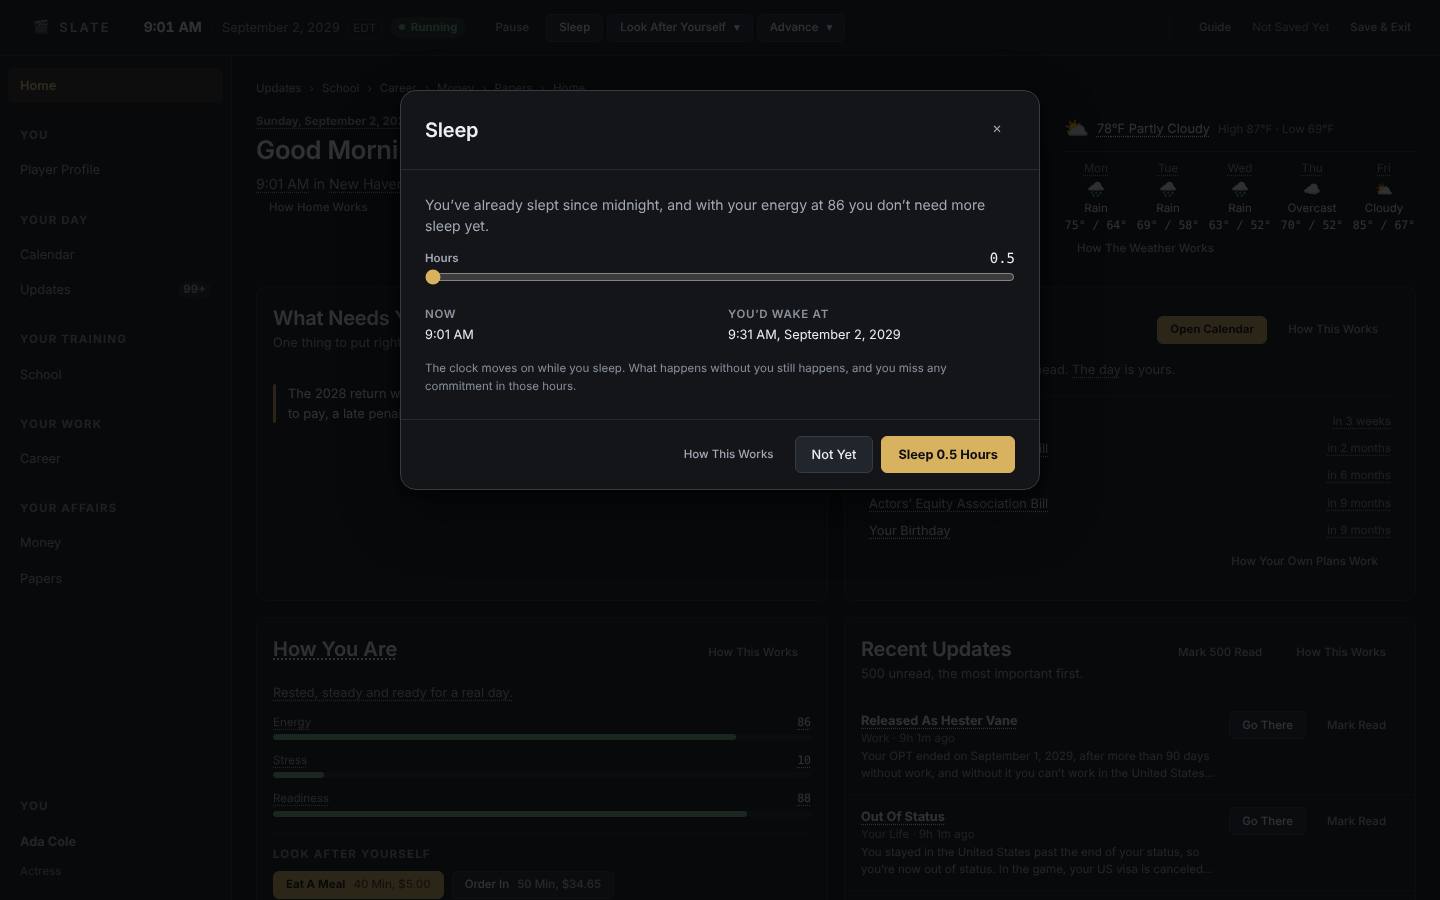 SLATE
9:01 AM September 2, 2029 EDT Running Pause Sleep Look After Yourself ▾ Advance ▾ Guide Not Saved Yet Save & Exit
Home
YOU
Player Profile
YOUR DAY
Calendar
Updates 99+
YOUR TRAINING
School
YOUR WORK
Career
YOUR AFFAIRS
Money
Papers
YOU
Ada Cole
Actress
Updates › School › Career › Money › Papers › Home
Sunday, September 2, 202
Good Morni
9:01 AM in New Haven
How Home Works
78°F Partly Cloudy High 87°F · Low 69°F
Mon Tue Wed Thu Fri
Rain Rain Rain Overcast Cloudy
75° / 64° 69° / 58° 63° / 52° 70° / 52° 85° / 67°
How The Weather Works
Sleep ×
You’ve already slept since midnight, and with your energy at 86 you don’t need more
sleep yet.
Hours 0.5
NOW YOU’D WAKE AT
9:01 AM 9:31 AM, September 2, 2029
The clock moves on while you sleep. What happens without you still happens, and you miss any
commitment in those hours.
How This Works Not Yet Sleep 0.5 Hours
What Needs Y
One thing to put right
The 2028 return w
to pay, a late penal
Open Calendar How This Works
ead. The day is yours.
in 3 weeks
ill in 2 months
in 6 months
Actors’ Equity Association Bill in 9 months
Your Birthday in 9 months
How Your Own Plans Work
How You Are How This Works
Rested, steady and ready for a real day.
Energy 86
Stress 10
Readiness 88
LOOK AFTER YOURSELF
Eat A Meal 40 Min, $5.00 Order In 50 Min, $34.65
Recent Updates Mark 500 Read How This Works
500 unread, the most important first.
Released As Hester Vane Go There Mark Read
Work · 9h 1m ago
Your OPT ended on September 1, 2029, after more than 90 days
without work, and without it you can’t work in the United States...
Out Of Status Go There Mark Read
Your Life · 9h 1m ago
You stayed in the United States past the end of your status, so
you’re now out of status. In the game, your US visa is canceled...